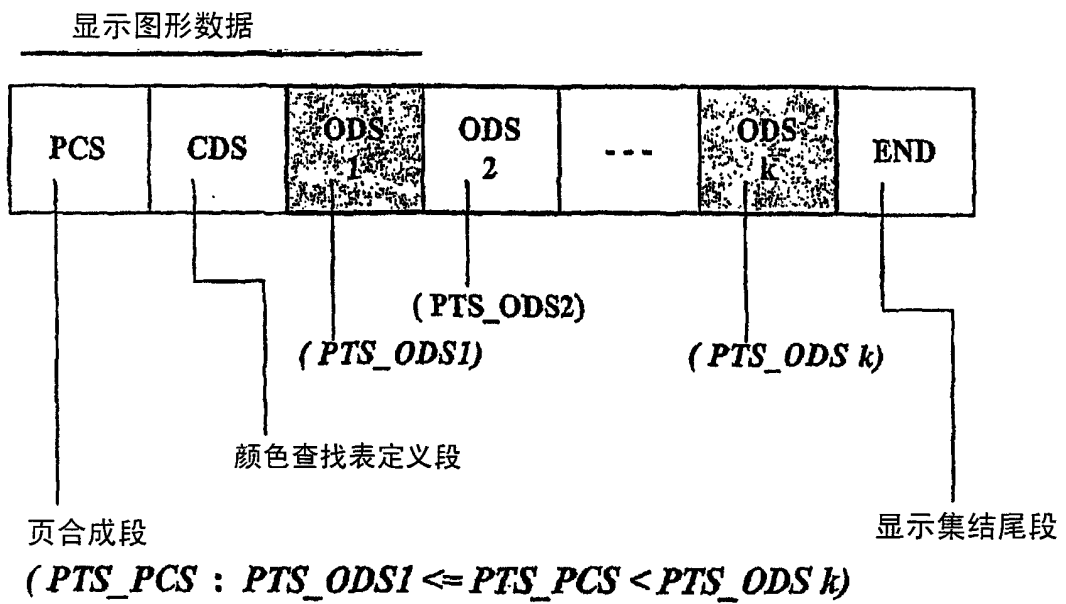 显示图形数据
PCS CDS ODS 1 ODS 2 --- ODS k END
(PTS_ODS2)
(PTS_ODS1) (PTS_ODS k)
颜色查找表定义段
页合成段 显示集结尾段
(PTS_PCS : PTS_ODS1 <= PTS_PCS < PTS_ODS k)